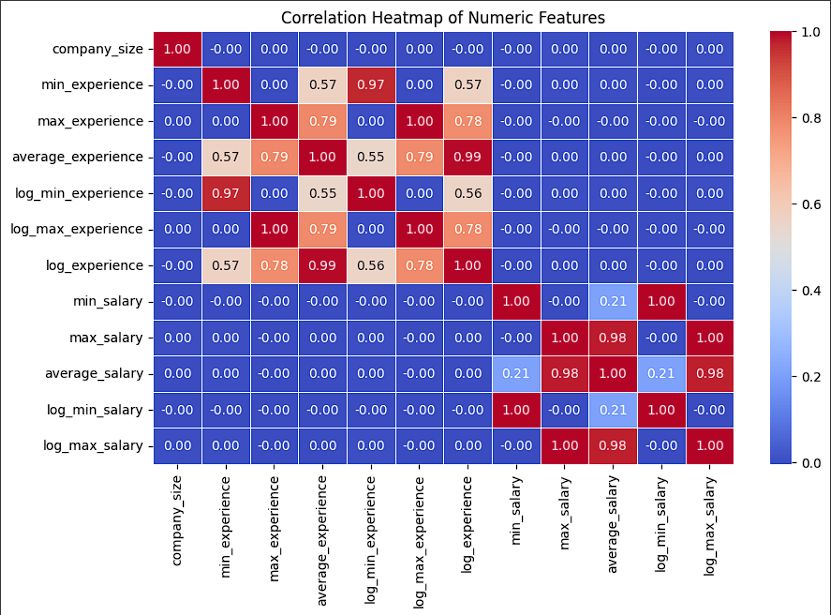 Correlation Heatmap of Numeric Features
company_size 1.00 -0.00 0.00 -0.00 -0.00 0.00 -0.00 -0.00 0.00 0.00 -0.00 0.00
min_experience -0.00 1.00 0.00 0.57 0.97 0.00 0.57 -0.00 0.00 0.00 -0.00 0.00
max_experience 0.00 0.00 1.00 0.79 0.00 1.00 0.78 -0.00 -0.00 -0.00 -0.00 -0.00
average_experience -0.00 0.57 0.79 1.00 0.55 0.79 0.99 -0.00 0.00 0.00 -0.00 0.00
log_min_experience -0.00 0.97 0.00 0.55 1.00 0.00 0.56 -0.00 0.00 0.00 -0.00 0.00
log_max_experience 0.00 0.00 1.00 0.79 0.00 1.00 0.78 -0.00 -0.00 -0.00 -0.00 -0.00
log_experience -0.00 0.57 0.78 0.99 0.56 0.78 1.00 -0.00 0.00 0.00 -0.00 0.00
min_salary -0.00 -0.00 -0.00 -0.00 -0.00 -0.00 -0.00 1.00 -0.00 0.21 1.00 -0.00
max_salary 0.00 0.00 -0.00 0.00 0.00 -0.00 0.00 -0.00 1.00 0.98 -0.00 1.00
average_salary 0.00 0.00 -0.00 0.00 0.00 -0.00 0.00 0.21 0.98 1.00 0.21 0.98
log_min_salary -0.00 -0.00 -0.00 -0.00 -0.00 -0.00 -0.00 1.00 -0.00 0.21 1.00 -0.00
log_max_salary 0.00 0.00 -0.00 0.00 0.00 -0.00 0.00 -0.00 1.00 0.98 -0.00 1.00
company_size
min_experience
max_experience
average_experience
log_min_experience
log_max_experience
log_experience
min_salary
max_salary
average_salary
log_min_salary
log_max_salary
1.0
0.8
0.6
0.4
0.2
0.0